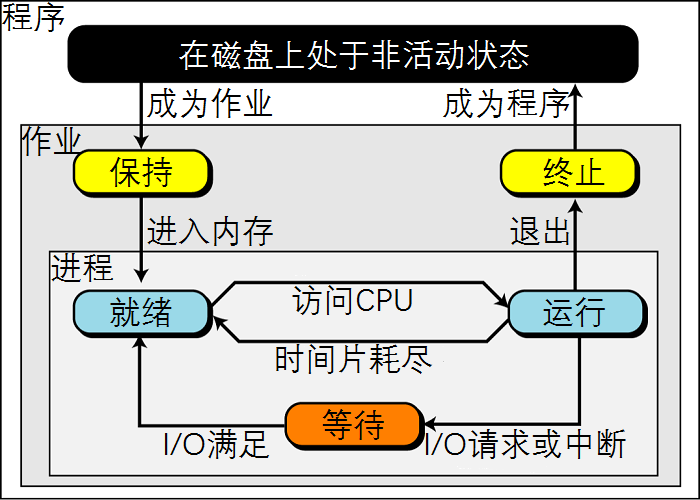 程序
在磁盘上处于非活动状态
成为作业
成为程序
作业
保持
终止
进入内存
退出
进程
就绪
访问CPU
运行
时间片耗尽
等待
I/O满足
I/O请求或中断